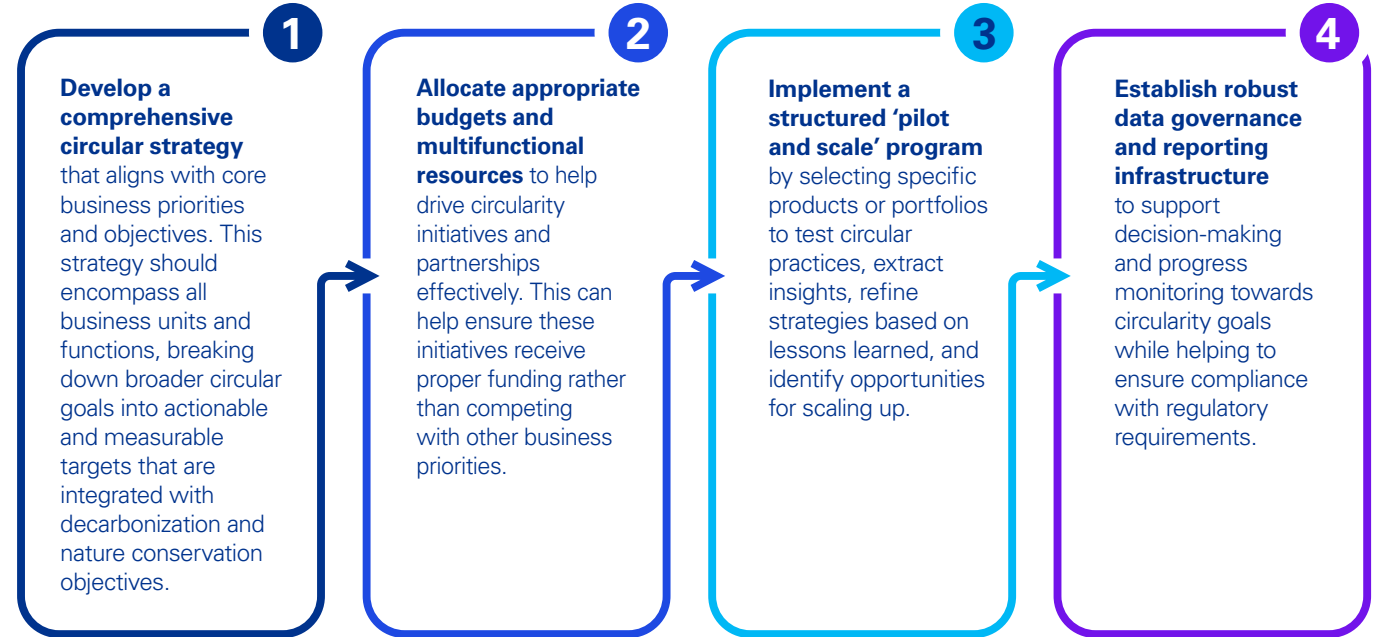 1
Develop a
comprehensive
circular strategy
that aligns with core
business priorities
and objectives. This
strategy should
encompass all
business units and
functions, breaking
down broader circular
goals into actionable
and measurable
targets that are
integrated with
decarbonization and
nature conservation
objectives.
2
Allocate appropriate
budgets and
multifunctional
resources to help
drive circularity
initiatives and
partnerships
effectively. This can
help ensure these
initiatives receive
proper funding rather
than competing
with other business
priorities.
3
Implement a
structured ‘pilot
and scale’ program
by selecting specific
products or portfolios
to test circular
practices, extract
insights, refine
strategies based on
lessons learned, and
identify opportunities
for scaling up.
4
Establish robust
data governance
and reporting
infrastructure
to support
decision-making
and progress
monitoring towards
circularity goals
while helping to
ensure compliance
with regulatory
requirements.